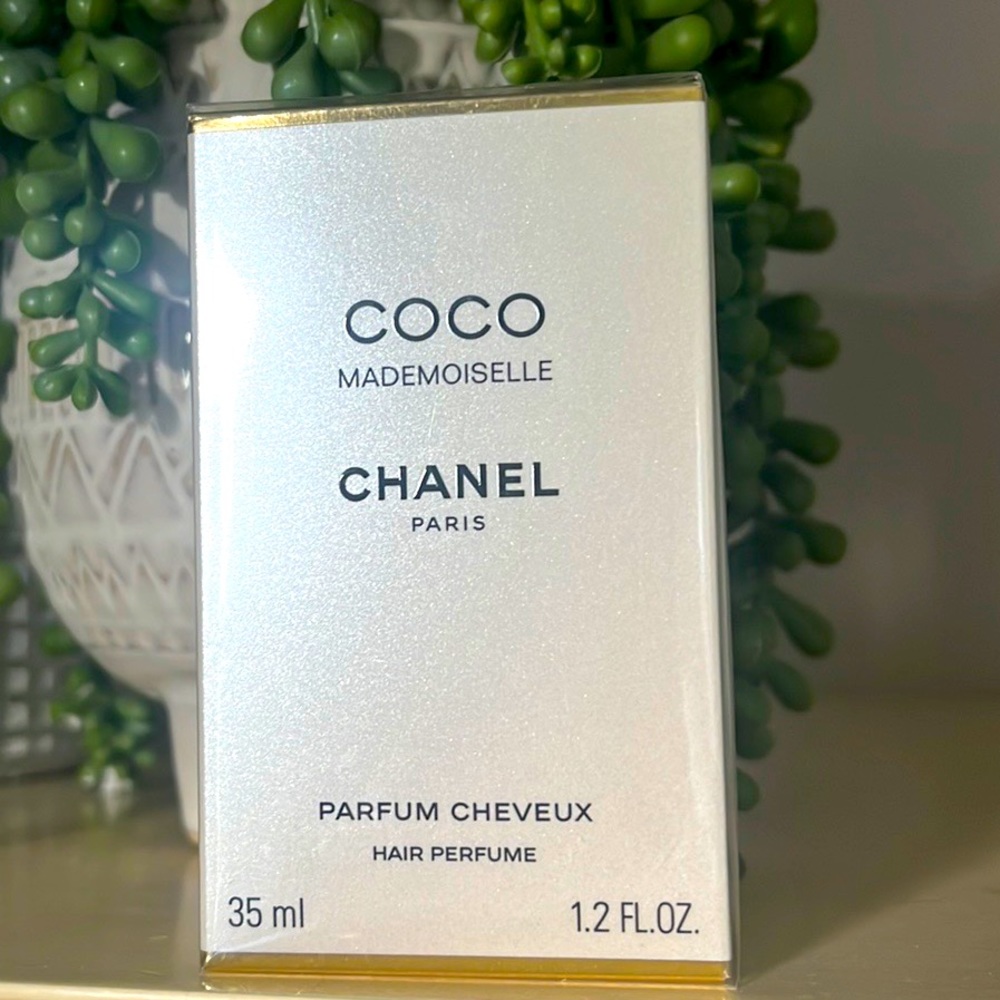 COCO
MADEMOISELLE
CHANEL
PARIS
PARFUM CHEVEUX
HAIR PERFUME
35 ml 1.2 FL.OZ.